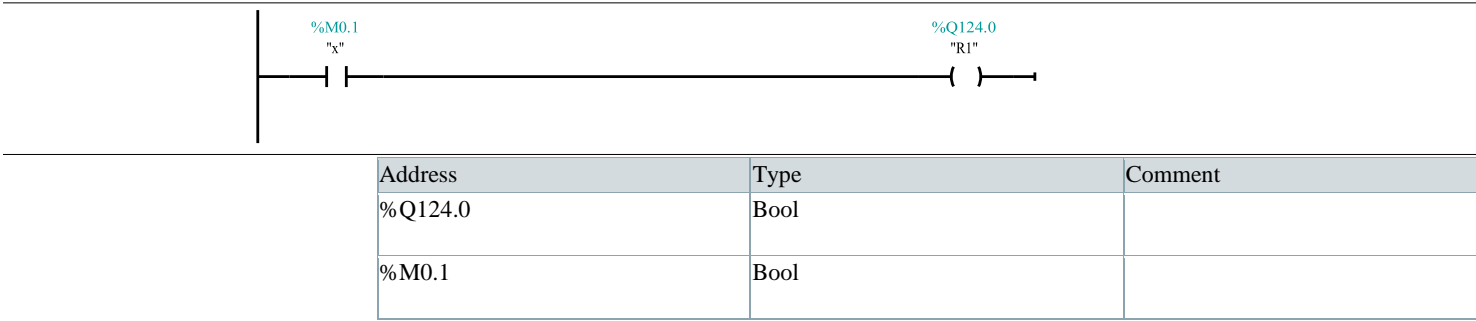 %M0.1 %Q124.0
"x" "R1"
Address Type Comment
%Q124.0 Bool
%M0.1 Bool